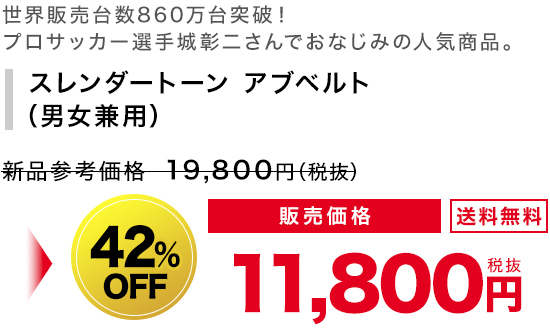 世界販売台数860万台突破！
プロサッカー選手城彰二さんでおなじみの人気商品。
スレンダートーン アブベルト
（男女兼用）
新品参考価格 19,800円（税抜）
42%
OFF
販売価格
送料無料
11,800円
税抜